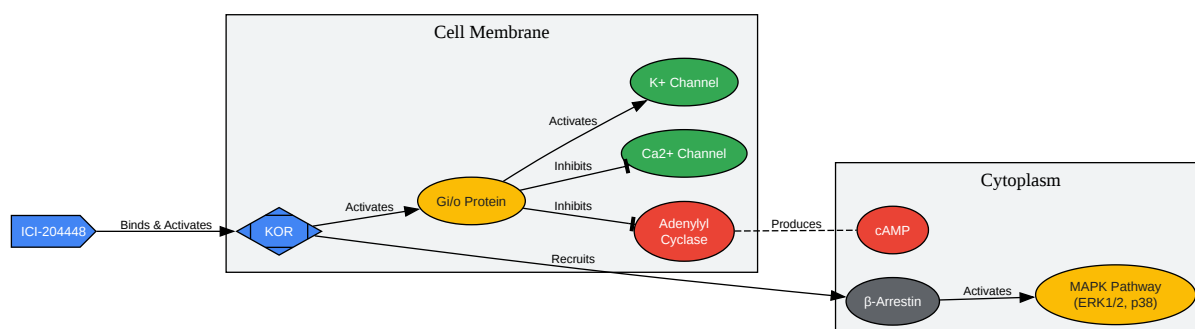 Cell Membrane
K+ Channel
Activates
Ca2+ Channel
Inhibits
Cytoplasm
Gi/o Protein
Activates
Inhibits
ICI-204448
Binds & Activates
KOR
Adenylyl
Cyclase
Produces
cAMP
Recruits
β-Arrestin
Activates
MAPK Pathway
(ERK1/2, p38)